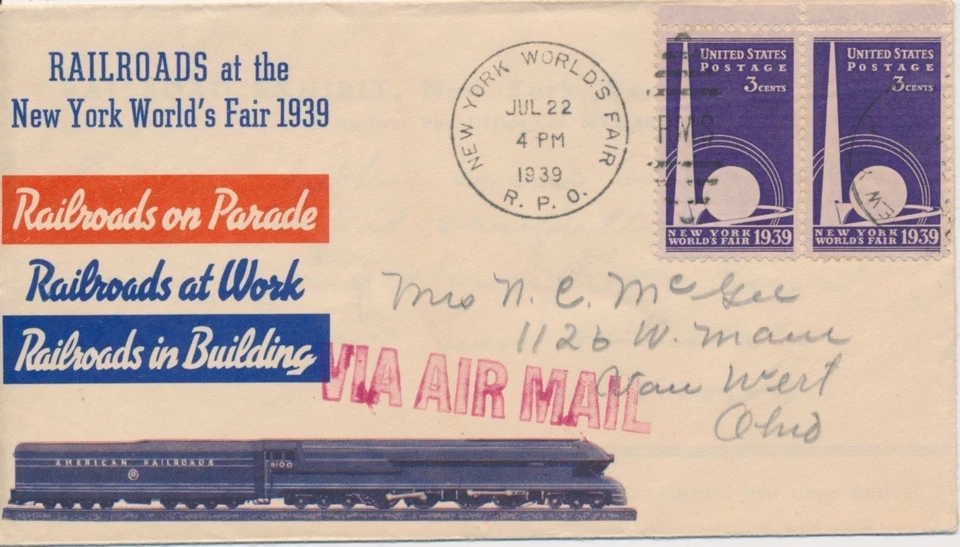 RAILROADS at the
New York World's Fair 1939
Railroads on Parade
Railroads at Work
Railroads in Building
NEW YORK WORLD'S FAIR
JUL 22
4 PM
1939
R. P. O.
RMS
UNITED STATES
POSTAGE
3 CENTS
NEW YORK
WORLD'S FAIR 1939
UNITED STATES
POSTAGE
3 CENTS
NEW YORK
WORLD'S FAIR 1939
Mrs N. C. McGee
1126 W. Main
Van Wert
Ohio
VIA AIR MAIL
AMERICAN RAILROADS
6100